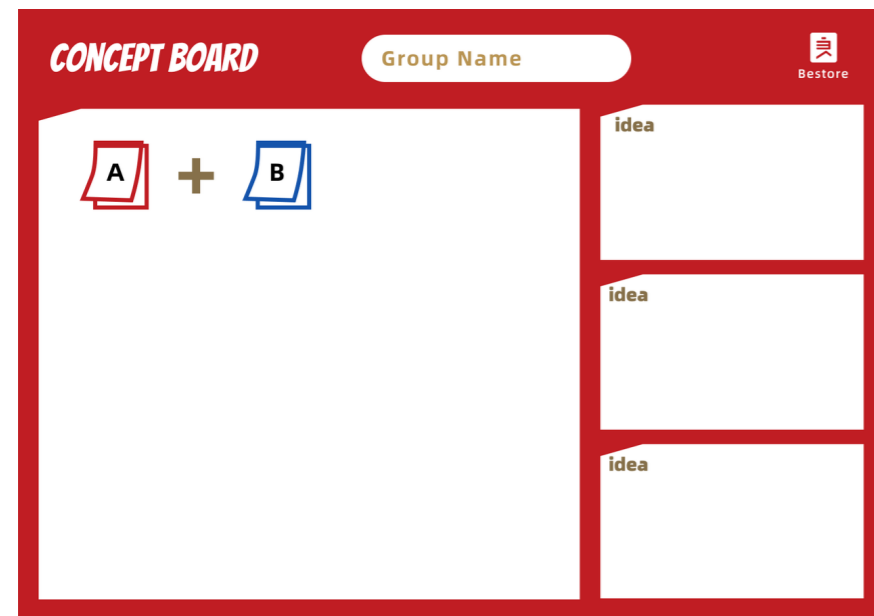 CONCEPT BOARD
Group Name
Bestore
A + B
idea
idea
idea